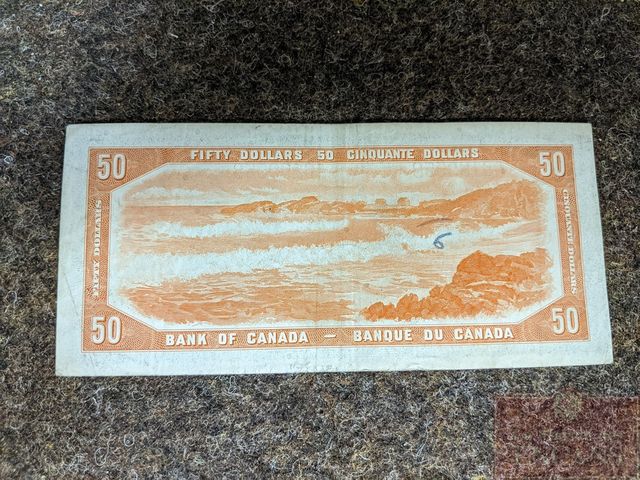 50 FIFTY DOLLARS 50 CINQUANTE DOLLARS 50
FIFTY DOLLARS
CINQUANTE DOLLARS
6
50 BANK OF CANADA — BANQUE DU CANADA 50